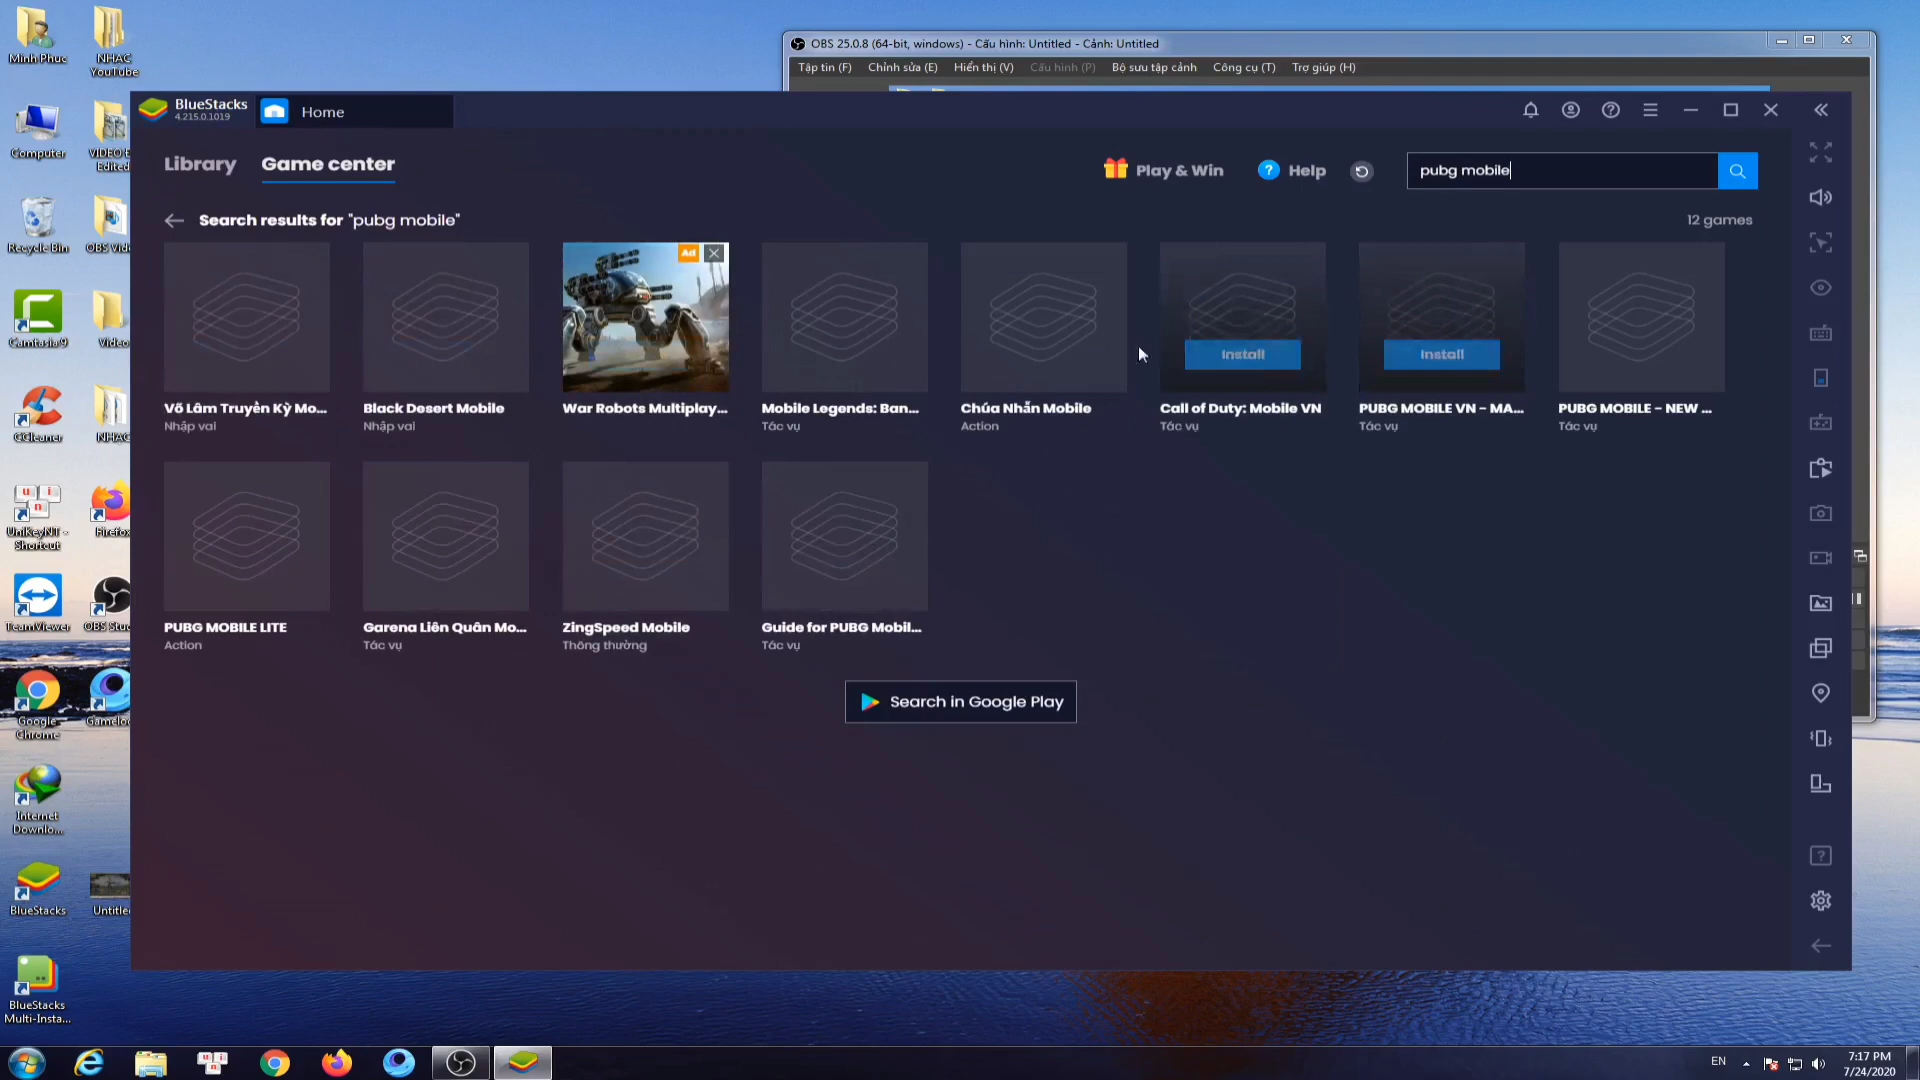 Minh Phuc
NHAC
YouTube
OBS 25.0.8 (64-bit, windows) - Cấu hình: Untitled - Cảnh: Untitled
Tập tin (F)
Chỉnh sửa (E)
Hiển thị (V)
Cấu hình (P)
Bộ sưu tập cảnh
Công cụ (T)
Trợ giúp (H)
BlueStacks
4.215.0.1019
Home
Computer
VIDEO E
Edited
Library
Game center
Play & Win
Help
pubg mobile
Search results for "pubg mobile"
12 games
Recycle Bin
OBS Vid
Ad
Install
Install
Camtasia 9
Video
Võ Lâm Truyền Kỳ Mo...
Black Desert Mobile
War Robots Multiplay...
Mobile Legends: Ban...
Chúa Nhẫn Mobile
Call of Duty: Mobile VN
PUBG MOBILE VN – MA...
PUBG MOBILE – NEW ...
Nhập vai
Nhập vai
Tác vụ
Action
Tác vụ
Tác vụ
Tác vụ
CCleaner
NHAC
UniKeyNT -
Shortcut
Firefox
PUBG MOBILE LITE
Garena Liên Quân Mo...
ZingSpeed Mobile
Guide for PUBG Mobil...
Action
Tác vụ
Thông thường
Tác vụ
TeamViewer
OBS Stu
Search in Google Play
Google
Chrome
Gameloo
Internet
Downlo...
BlueStacks
Untitle
BlueStacks
Multi-Insta...
EN
7:17 PM
7/24/2020